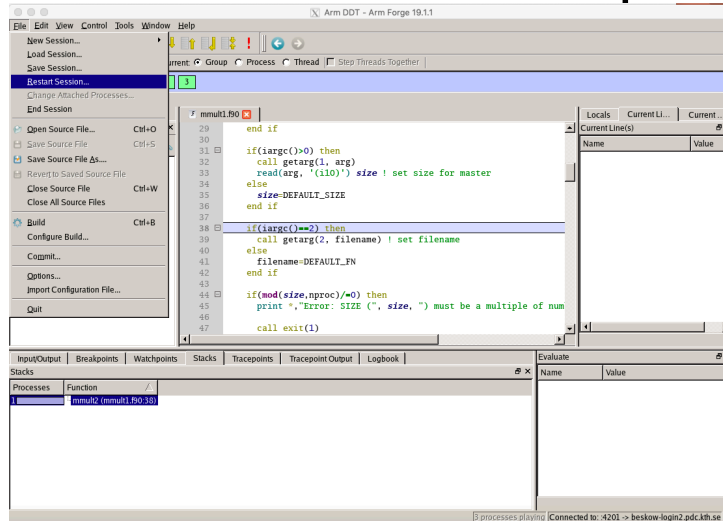 Arm DDT - Arm Forge 19.1.1
File Edit View Control Tools Window Help
New Session...
Load Session...
Save Session...
Restart Session...
Change Attached Processes...
End Session
Open Source File... Ctrl+O
Save Source File Ctrl+S
Save Source File As...
Revert to Saved Source File
Close Source File Ctrl+W
Close All Source Files
Build Ctrl+B
Configure Build...
Commit...
Options...
Import Configuration File...
Quit
Group Process Thread Step Threads Together
3
mmult1.f90
29 end if
30
31 if(iargc()>0) then
32 call getarg(1, arg)
33 read(arg, '(i10)') size ! set size for master
34 else
35 size=DEFAULT_SIZE
36 end if
37
38 if(iargc()==2) then
39 call getarg(2, filename) ! set filename
40 else
41 filename=DEFAULT_FN
42 end if
43
44 if(mod(size,nproc)/=0) then
45 print *,"Error: SIZE (", size, ") must be a multiple of num
46
47 call exit(1)
Locals Current Li... Current ...
Current Line(s)
Name Value
Input/Output Breakpoints Watchpoints Stacks Tracepoints Tracepoint Output Logbook
Stacks
Processes Function
1 mmult2 (mmult1.f90:38)
Evaluate
Name Value
3 processes playing Connected to: :4201 -> beskow-login2.pdc.kth.se